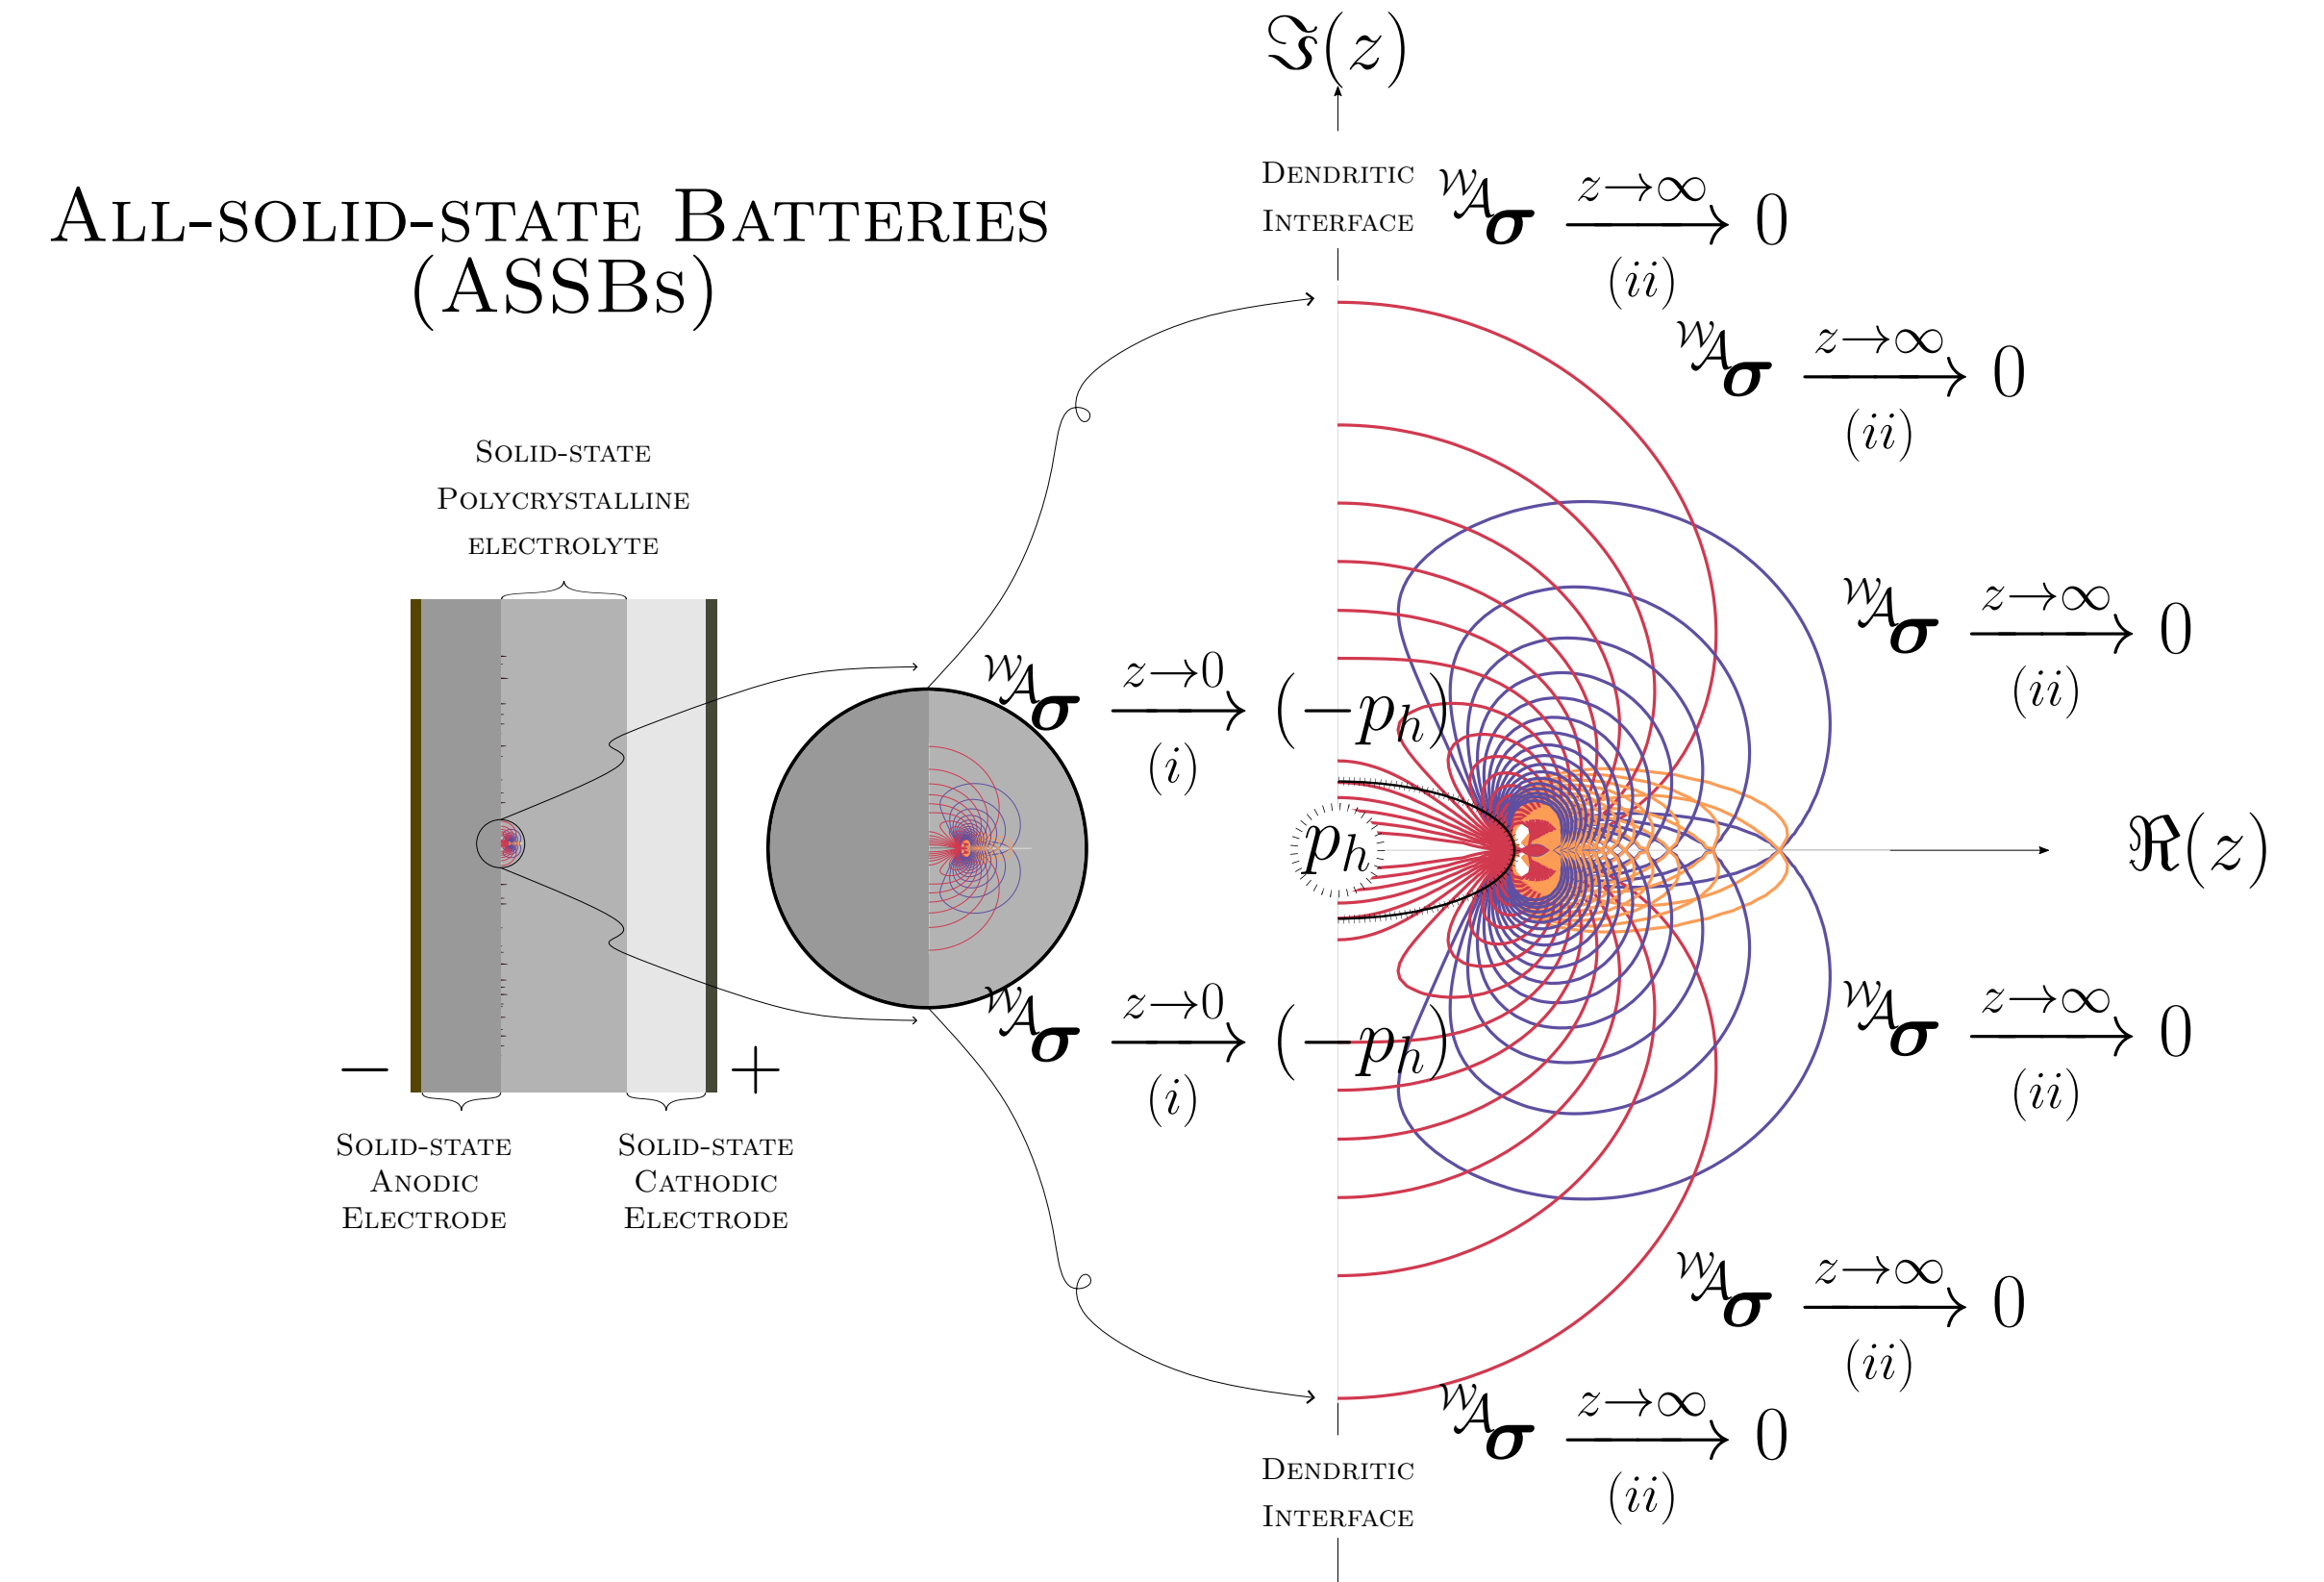 ℑ(z)
All-solid-state Batteries
(ASSBs)
Dendritic
Interface
𝒲𝒜𝛔 z→∞ 0
(ii)
𝒲𝒜𝛔 z→∞ 0
(ii)
Solid-state
Polycrystalline
electrolyte
𝒲𝒜𝛔 z→∞ 0
(ii)
𝒲𝒜𝛔 z→0 (−pₕ)
(i)
pₕ
ℜ(z)
𝒲𝒜𝛔 z→0 (−pₕ)
(i)
𝒲𝒜𝛔 z→∞ 0
(ii)
− +
Solid-state
Anodic
Electrode
Solid-state
Cathodic
Electrode
𝒲𝒜𝛔 z→∞ 0
(ii)
𝒲𝒜𝛔 z→∞ 0
(ii)
Dendritic
Interface